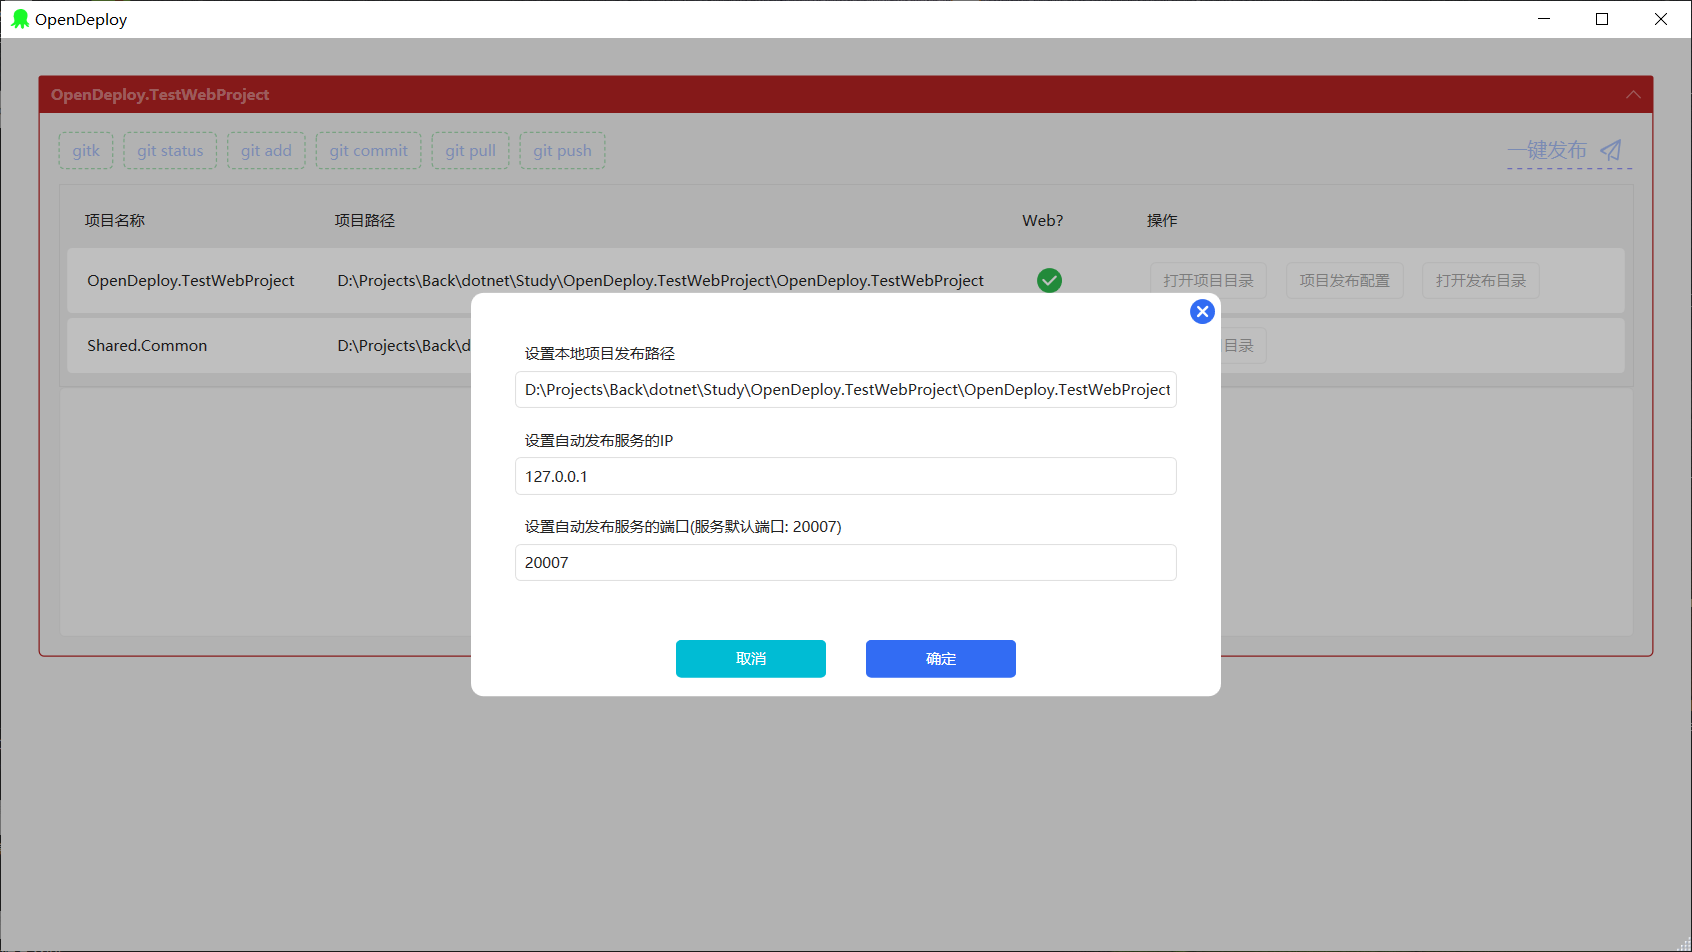 OpenDeploy
OpenDeploy.TestWebProject
gitk git status git add git commit git pull git push 一键发布
项目名称 项目路径 Web? 操作
OpenDeploy.TestWebProject D:\Projects\Back\dotnet\Study\OpenDeploy.TestWebProject\OpenDeploy.TestWebProject 打开项目目录 项目发布配置 打开发布目录
Shared.Common D:\Projects\Back\d 目录
设置本地项目发布路径
D:\Projects\Back\dotnet\Study\OpenDeploy.TestWebProject\OpenDeploy.TestWebProject
设置自动发布服务的IP
127.0.0.1
设置自动发布服务的端口(服务默认端口: 20007)
20007
取消 确定